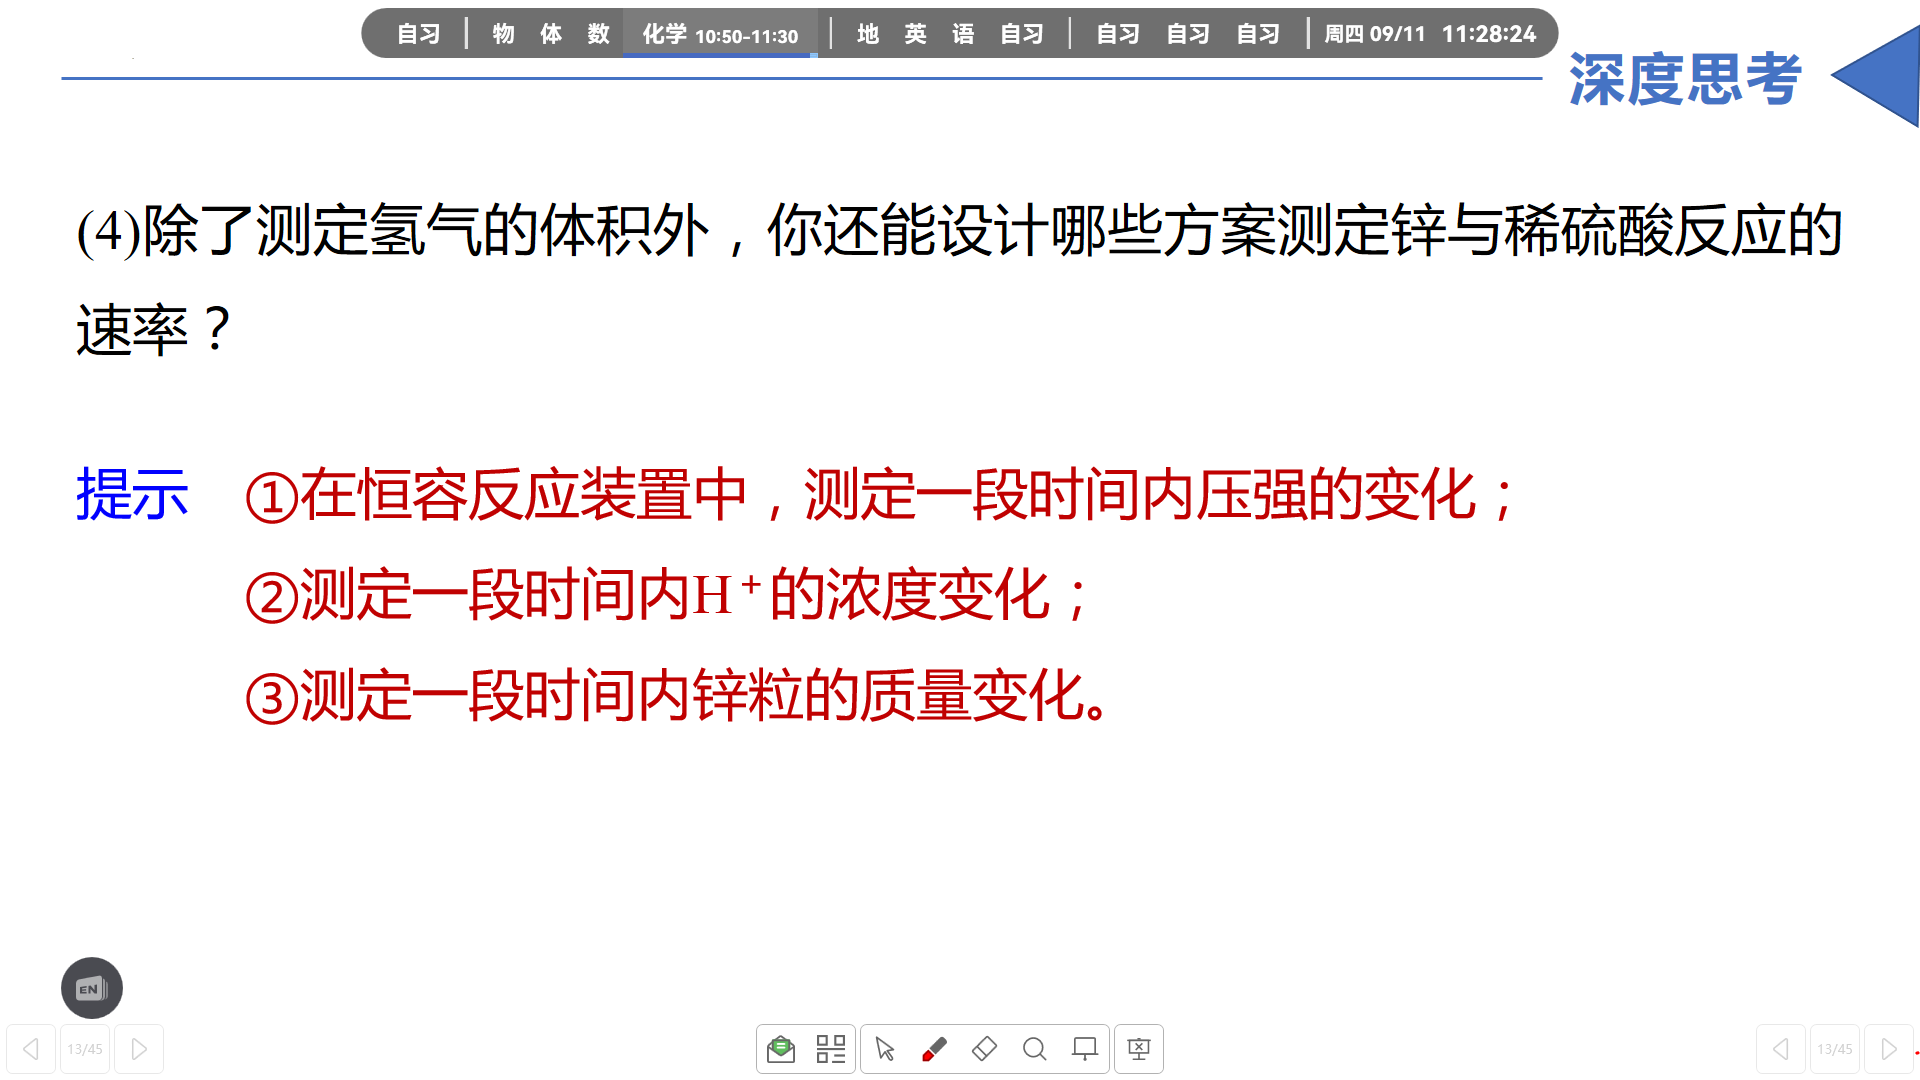 自习 | 物 体 数 化学 10:50-11:30 | 地 英 语 自习 | 自习 自习 自习 | 周四 09/11 11:28:24
深度思考
(4)除了测定氢气的体积外，你还能设计哪些方案测定锌与稀硫酸反应的
速率？
提示 ①在恒容反应装置中，测定一段时间内压强的变化；
②测定一段时间内H⁺的浓度变化；
③测定一段时间内锌粒的质量变化。
EN
13/45
13/45